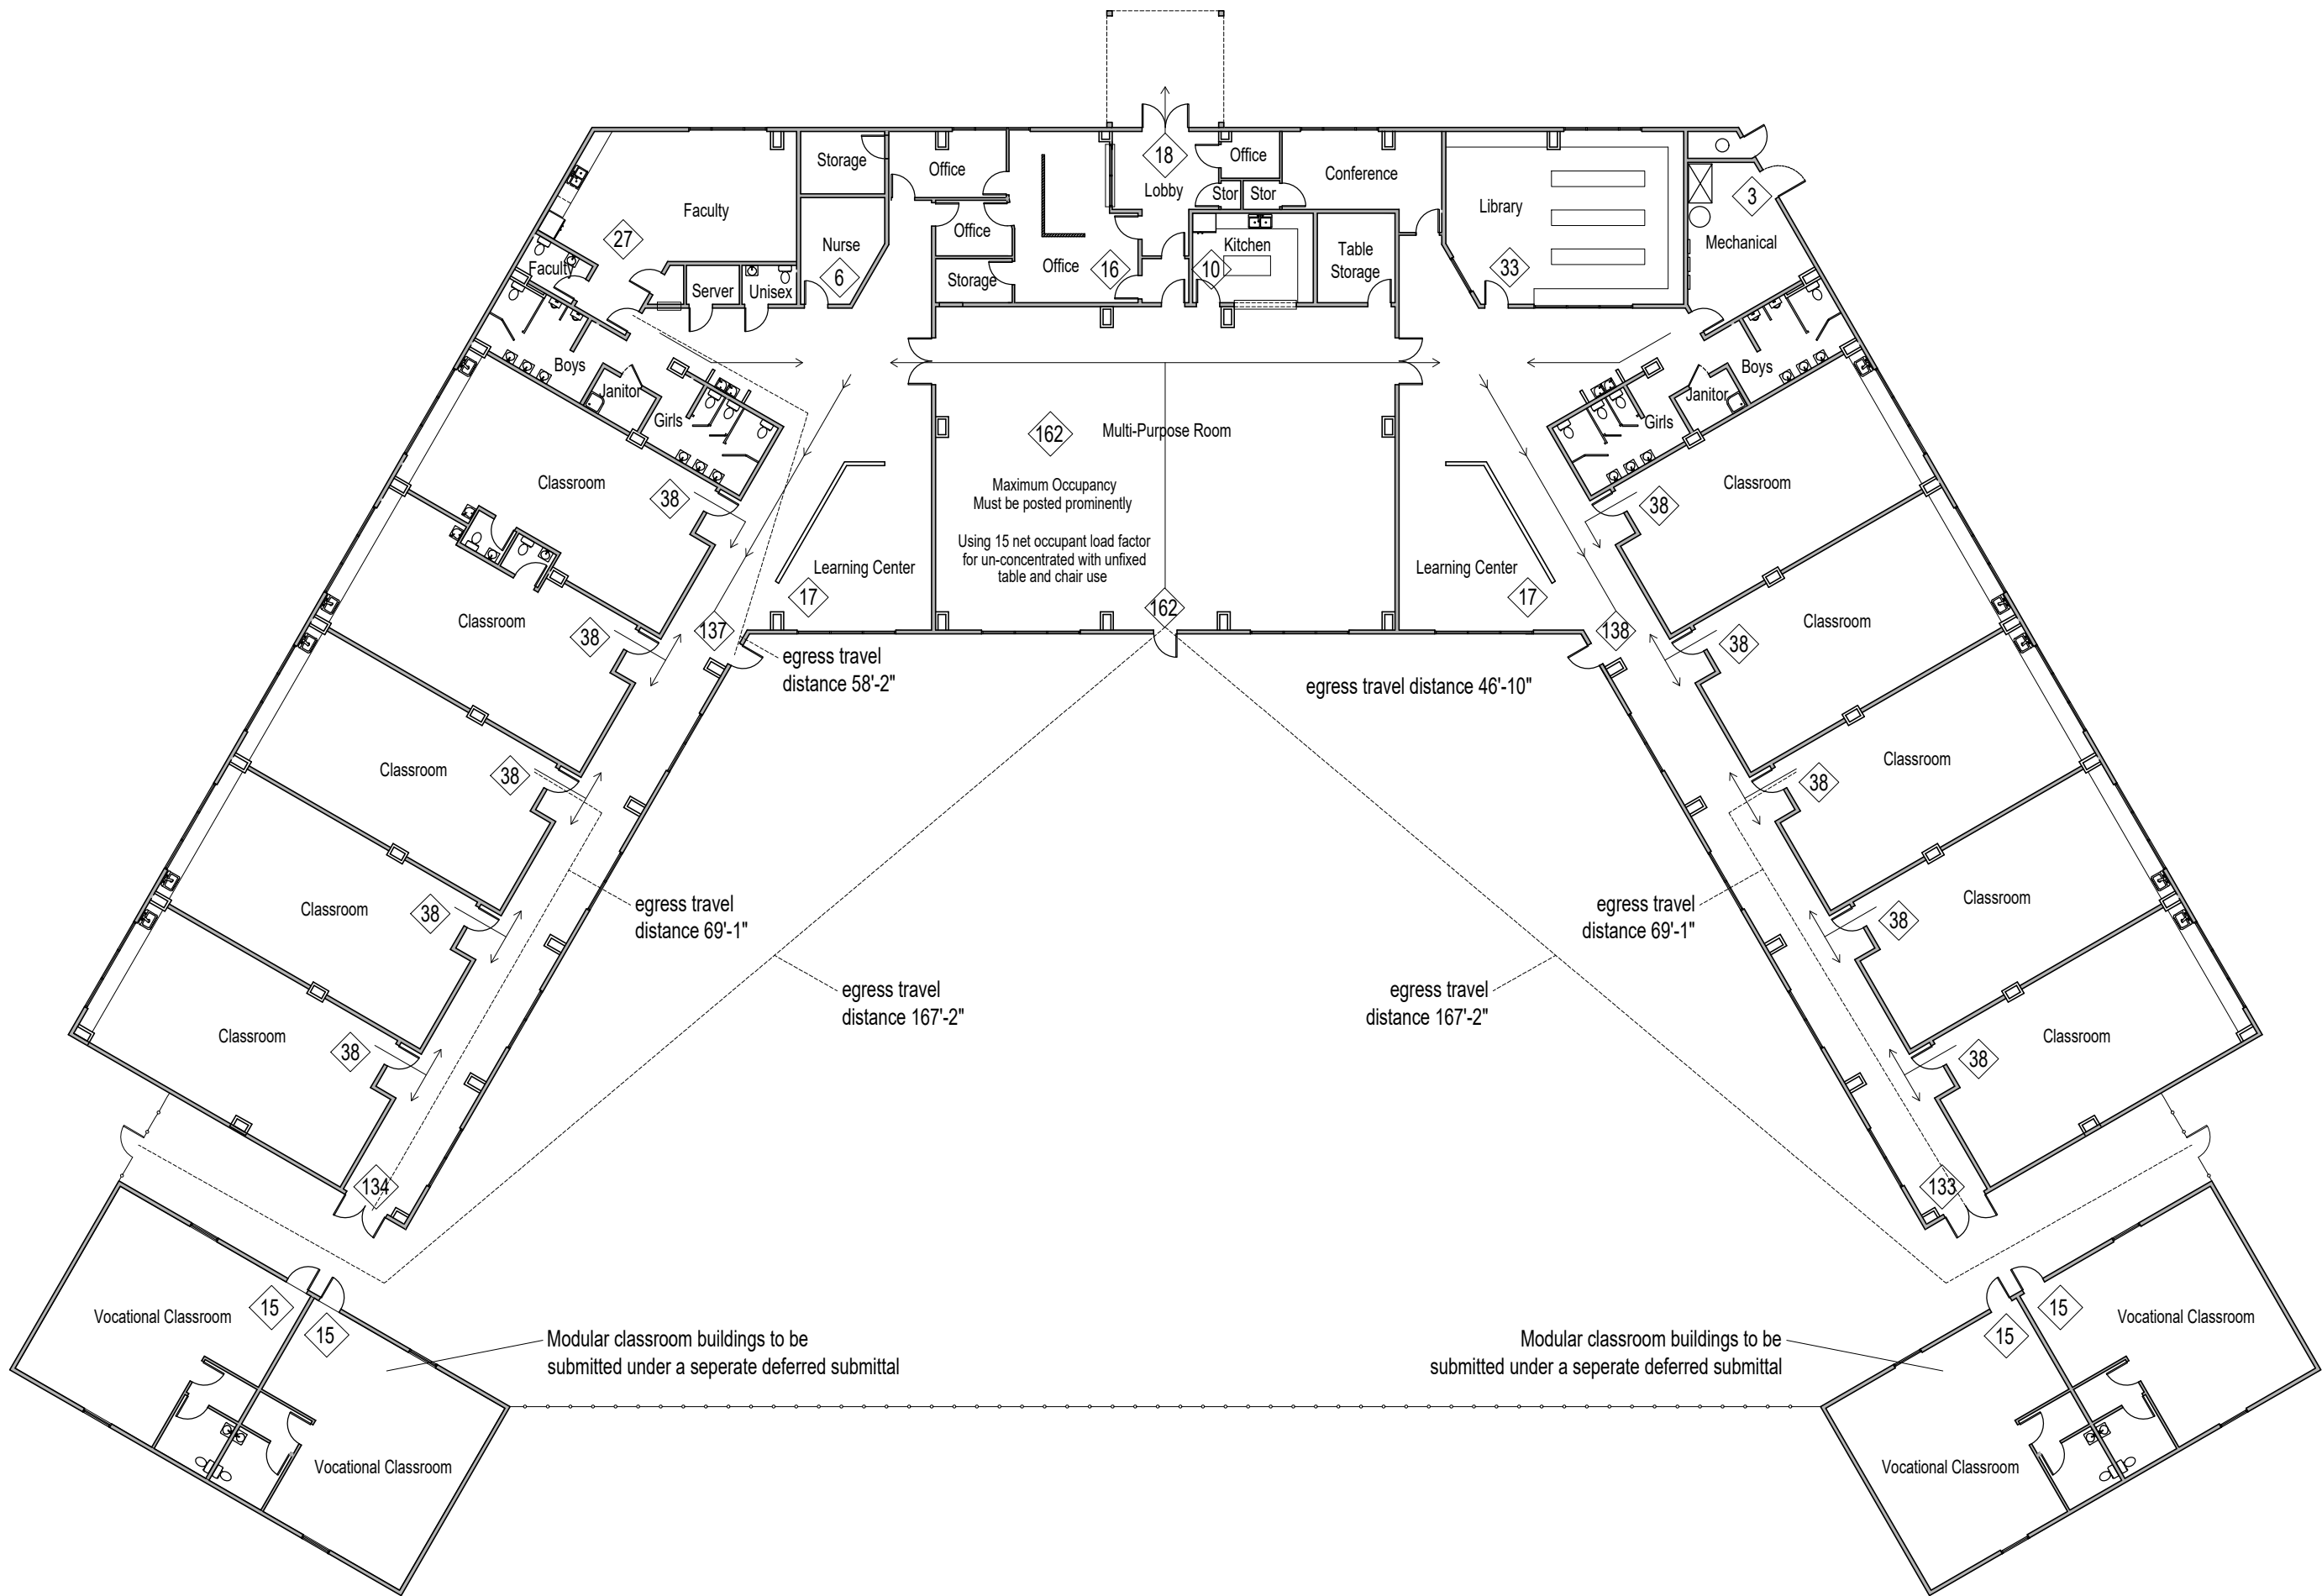 Storage
Office
18
Lobby
Office
Stor
Stor
Conference
Library
3
Mechanical
Faculty
27
Faculty
Server
Unisex
Nurse
6
Office
Storage
Office
16
10
Kitchen
Table
Storage
33
Boys
Janitor
Girls
Boys
Janitor
Girls
162
Multi-Purpose Room
Maximum Occupancy
Must be posted prominently
Using 15 net occupant load factor
for un-concentrated with unfixed
table and chair use
162
Classroom
38
Classroom
38
Learning Center
17
Learning Center
17
137
138
Classroom
38
Classroom
38
egress travel
distance 58'-2"
egress travel distance 46'-10"
Classroom
38
Classroom
38
Classroom
38
Classroom
38
egress travel
distance 69'-1"
egress travel
distance 69'-1"
egress travel
distance 167'-2"
egress travel
distance 167'-2"
Classroom
38
Classroom
38
134
133
Vocational Classroom
15
15
15
15
Vocational Classroom
Modular classroom buildings to be
submitted under a seperate deferred submittal
Modular classroom buildings to be
submitted under a seperate deferred submittal
Vocational Classroom
Vocational Classroom